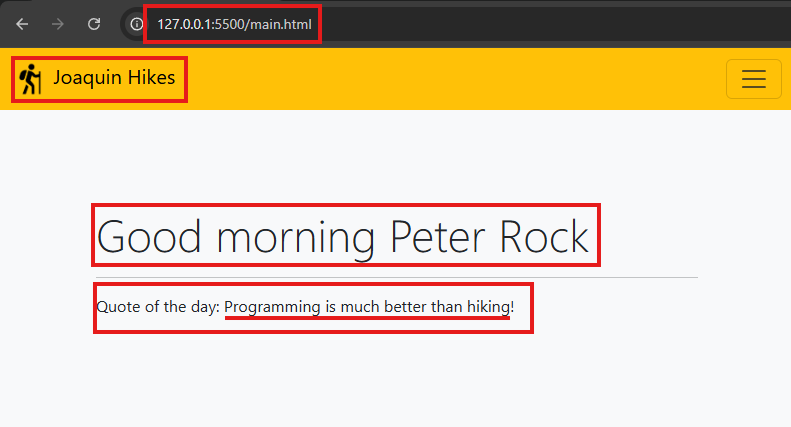 127.0.0.1:5500/main.html
Joaquin Hikes
Good morning Peter Rock
Quote of the day: Programming is much better than hiking!